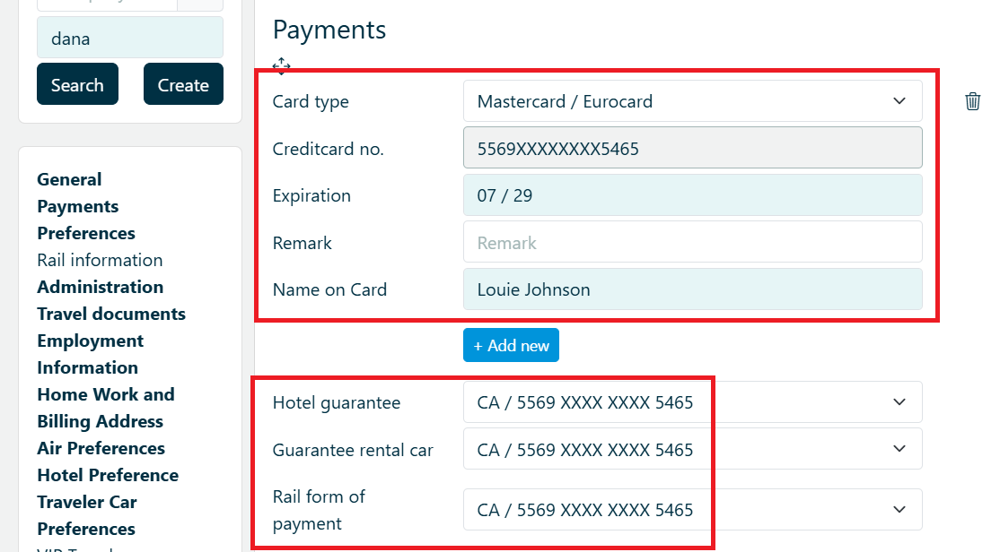 dana
Search
Create
General
Payments
Preferences
Rail information
Administration
Travel documents
Employment
Information
Home Work and
Billing Address
Air Preferences
Hotel Preference
Traveler Car
Preferences
Payments
Card type
Mastercard / Eurocard
Creditcard no.
5569XXXXXXXX5465
Expiration
07 / 29
Remark
Remark
Name on Card
Louie Johnson
+ Add new
Hotel guarantee
CA / 5569 XXXX XXXX 5465
Guarantee rental car
CA / 5569 XXXX XXXX 5465
Rail form of
payment
CA / 5569 XXXX XXXX 5465